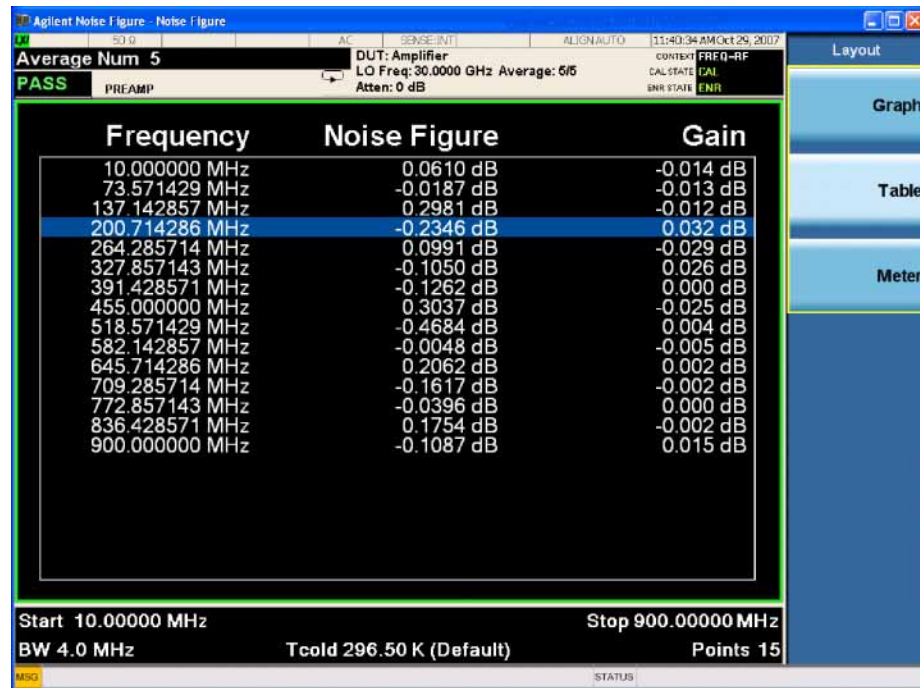 Agilent Noise Figure - Noise Figure
50 Ω AC SENSE:INT ALIGNAUTO 11:40:34 AM Oct 29, 2007
Average Num 5
DUT: Amplifier
LO Freq: 30.0000 GHz Average: 5/5
Atten: 0 dB
CONTEXT FREQ-RF
CAL STATE CAL
ENR STATE ENR
PASS PREAMP
Layout
Graph
Table
Meter
Frequency Noise Figure Gain
10.000000 MHz 0.0610 dB -0.014 dB
73.571429 MHz -0.0187 dB -0.013 dB
137.142857 MHz 0.2981 dB -0.012 dB
200.714286 MHz -0.2346 dB 0.032 dB
264.285714 MHz 0.0991 dB -0.029 dB
327.857143 MHz -0.1050 dB 0.026 dB
391.428571 MHz -0.1262 dB 0.000 dB
455.000000 MHz 0.3037 dB -0.025 dB
518.571429 MHz -0.4684 dB 0.004 dB
582.142857 MHz -0.0048 dB -0.005 dB
645.714286 MHz 0.2062 dB 0.002 dB
709.285714 MHz -0.1617 dB -0.002 dB
772.857143 MHz -0.0396 dB 0.000 dB
836.428571 MHz 0.1754 dB -0.002 dB
900.000000 MHz -0.1087 dB 0.015 dB
Start 10.00000 MHz Stop 900.00000 MHz
BW 4.0 MHz Tcold 296.50 K (Default) Points 15
MSG STATUS